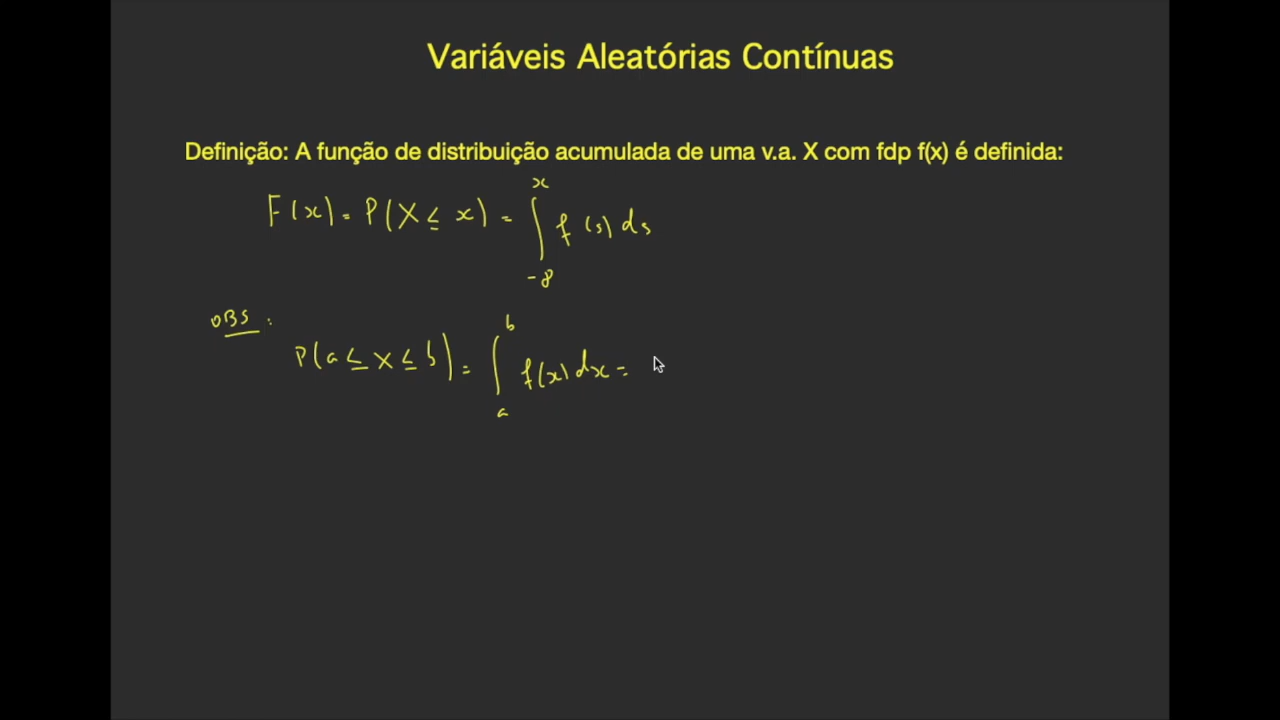 Variáveis Aleatórias Contínuas
Definição: A função de distribuição acumulada de uma v.a. X com fdp f(x) é definida:
F(x) = P(X ≤ x) = ∫_{-∞}^{x} f(s) ds
OBS:
P(a ≤ X ≤ b) = ∫_{a}^{b} f(x) dx =